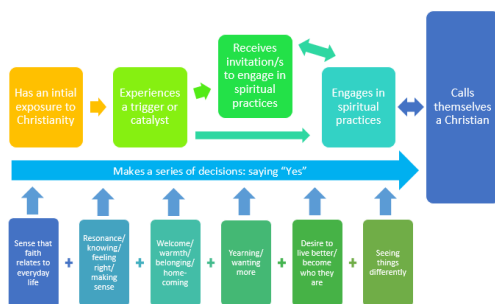 Has an intial
exposure to
Christianity
Experiences
a trigger or
catalyst
Receives
invitation/s
to engage in
spiritual
practices
Engages in
spiritual
practices
Calls
themselves
a Christian
Makes a series of decisions: saying “Yes”
Sense that
faith
relates to
everyday
life
+
Resonance/
knowing/
feeling
right/
making
sense
+
Welcome/
warmth/
belonging/
home-
coming
+
Yearning/
wanting
more
+
Desire to
live better/
become
who they
are
+
Seeing
things
differently